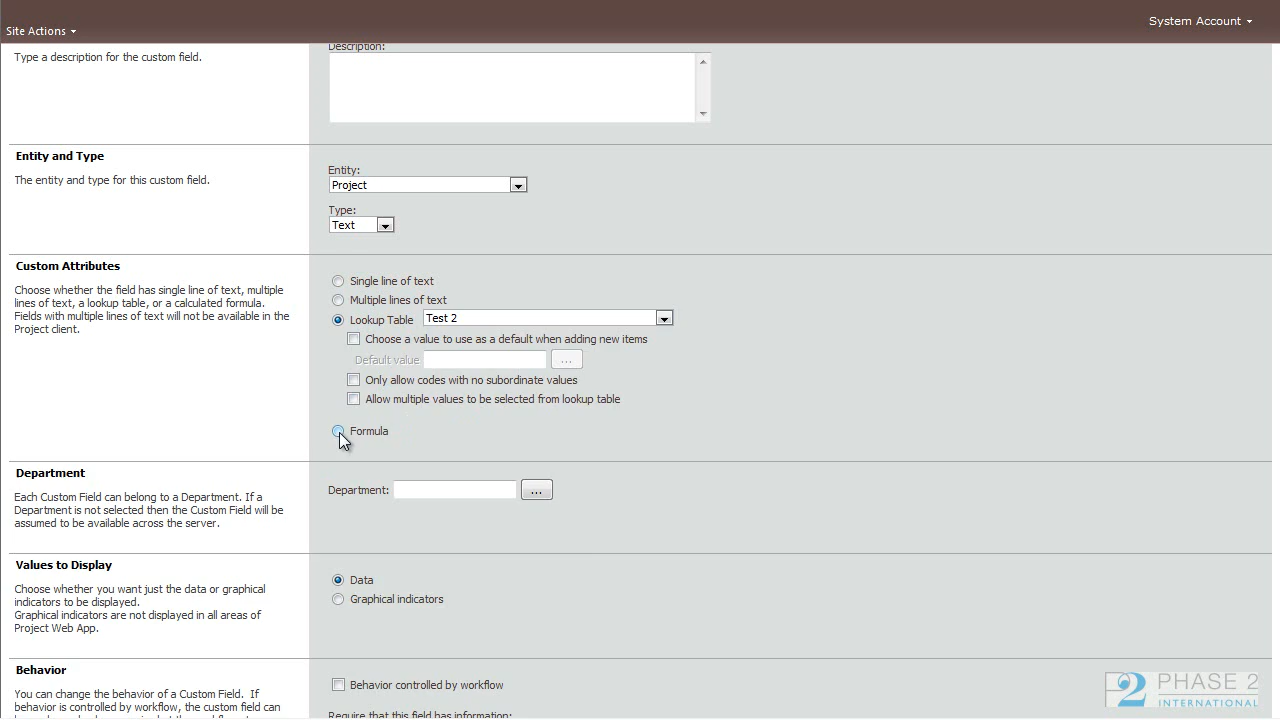 System Account
Site Actions
Description:
Type a description for the custom field.
Entity and Type
The entity and type for this custom field.
Entity:
Project
Type:
Text
Custom Attributes
Choose whether the field has single line of text, multiple
lines of text, a lookup table, or a calculated formula.
Fields with multiple lines of text will not be available in the
Project client.
Single line of text
Multiple lines of text
Lookup Table Test 2
Choose a value to use as a default when adding new items
Default value ...
Only allow codes with no subordinate values
Allow multiple values to be selected from lookup table
Formula
Department
Each Custom Field can belong to a Department. If a
Department is not selected then the Custom Field will be
assumed to be available across the server.
Department: ...
Values to Display
Choose whether you want just the data or graphical
indicators to be displayed.
Graphical indicators are not displayed in all areas of
Project Web App.
Data
Graphical indicators
Behavior
You can change the behavior of a Custom Field. If
behavior is controlled by workflow, the custom field can
Behavior controlled by workflow
Require that this field has information:
P2 PHASE 2
INTERNATIONAL